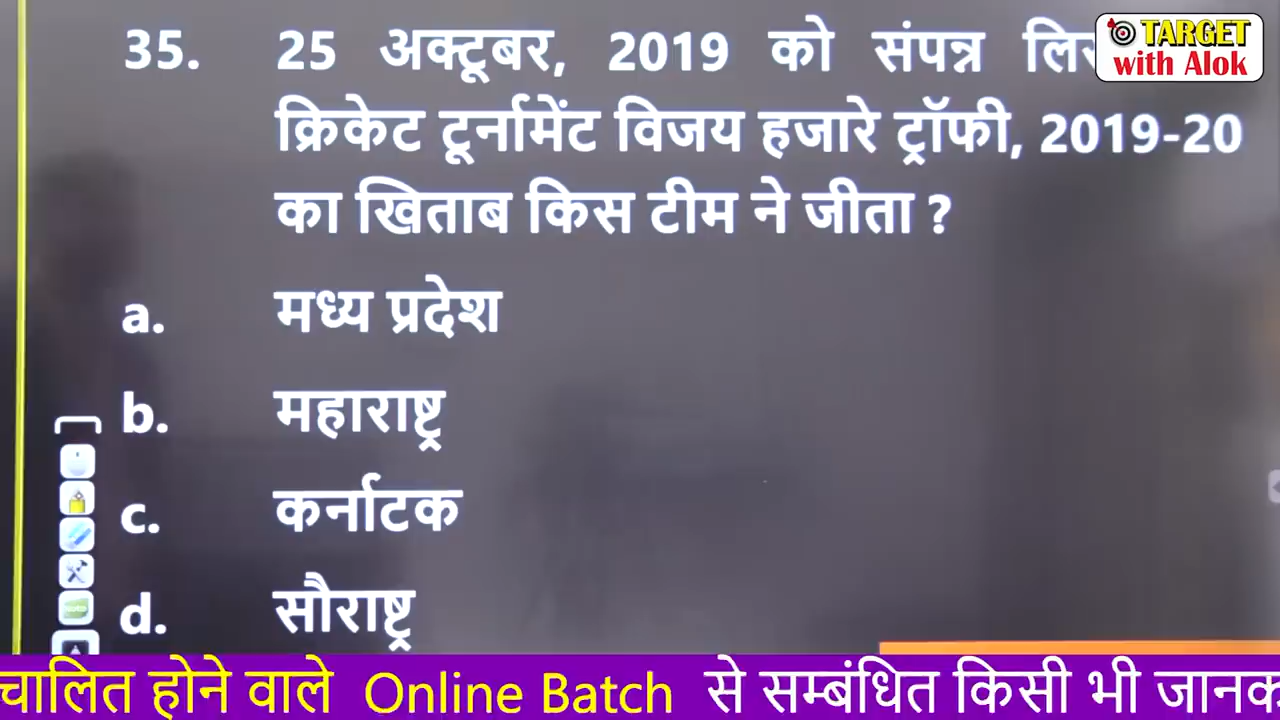 35. 25 अक्टूबर, 2019 को संपन्न
TARGET
with Alok
क्रिकेट टूर्नामेंट विजय हजारे ट्रॉफी, 2019-20
का खिताब किस टीम ने जीता ?
a. मध्य प्रदेश
b. महाराष्ट्र
c. कर्नाटक
d. सौराष्ट्र
चालित होने वाले Online Batch से सम्बंधित किसी भी